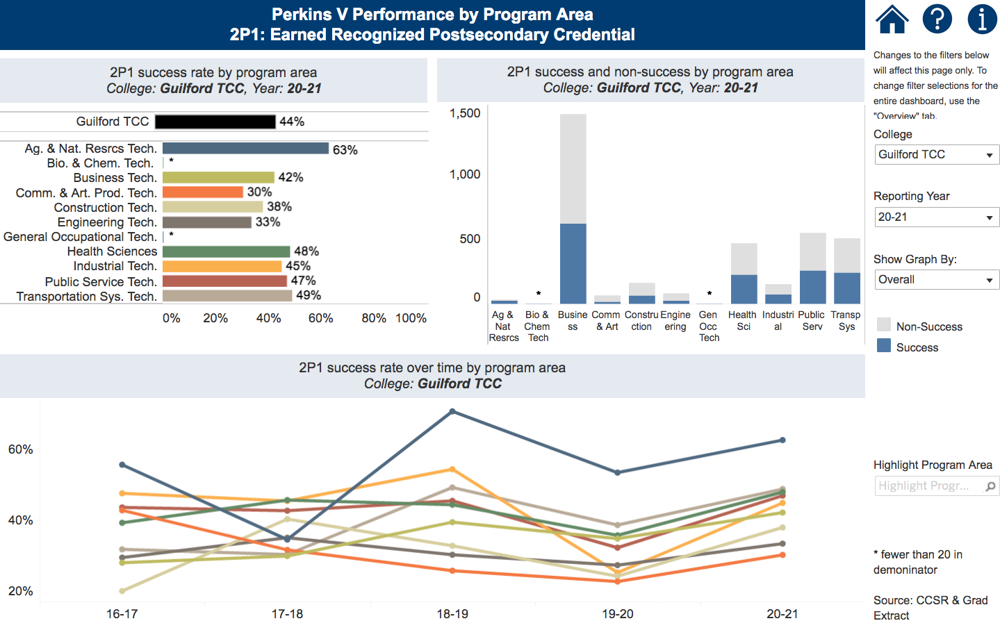 Perkins V Performance by Program Area
2P1: Earned Recognized Postsecondary Credential
2P1 success rate by program area
College: Guilford TCC, Year: 20-21
Guilford TCC 44%
Ag. & Nat. Resrcs Tech. 63%
Bio. & Chem. Tech. *
Business Tech. 42%
Comm. & Art. Prod. Tech. 30%
Construction Tech. 38%
Engineering Tech. 33%
General Occupational Tech. *
Health Sciences 48%
Industrial Tech. 45%
Public Service Tech. 47%
Transportation Sys. Tech. 49%
0% 20% 40% 60% 80% 100%
2P1 success and non-success by program area
College: Guilford TCC, Year: 20-21
1,500
1,000
500
0
* *
Ag & Bio & Busine Comm Constru Engine Gen Health Industri Public Transp
Nat Chem ss & Art ction ering Occ Sci al Serv Sys
Resrcs Tech Tech
2P1 success rate over time by program area
College: Guilford TCC
60%
40%
20%
16-17 17-18 18-19 19-20 20-21
?
i
Changes to the filters below
will affect this page only. To
change filter selections for the
entire dashboard, use the
"Overview" tab.
College
Guilford TCC
Reporting Year
20-21
Show Graph By:
Overall
Non-Success
Success
Highlight Program Area
Highlight Progr...
* fewer than 20 in
demoninator
Source: CCSR & Grad
Extract